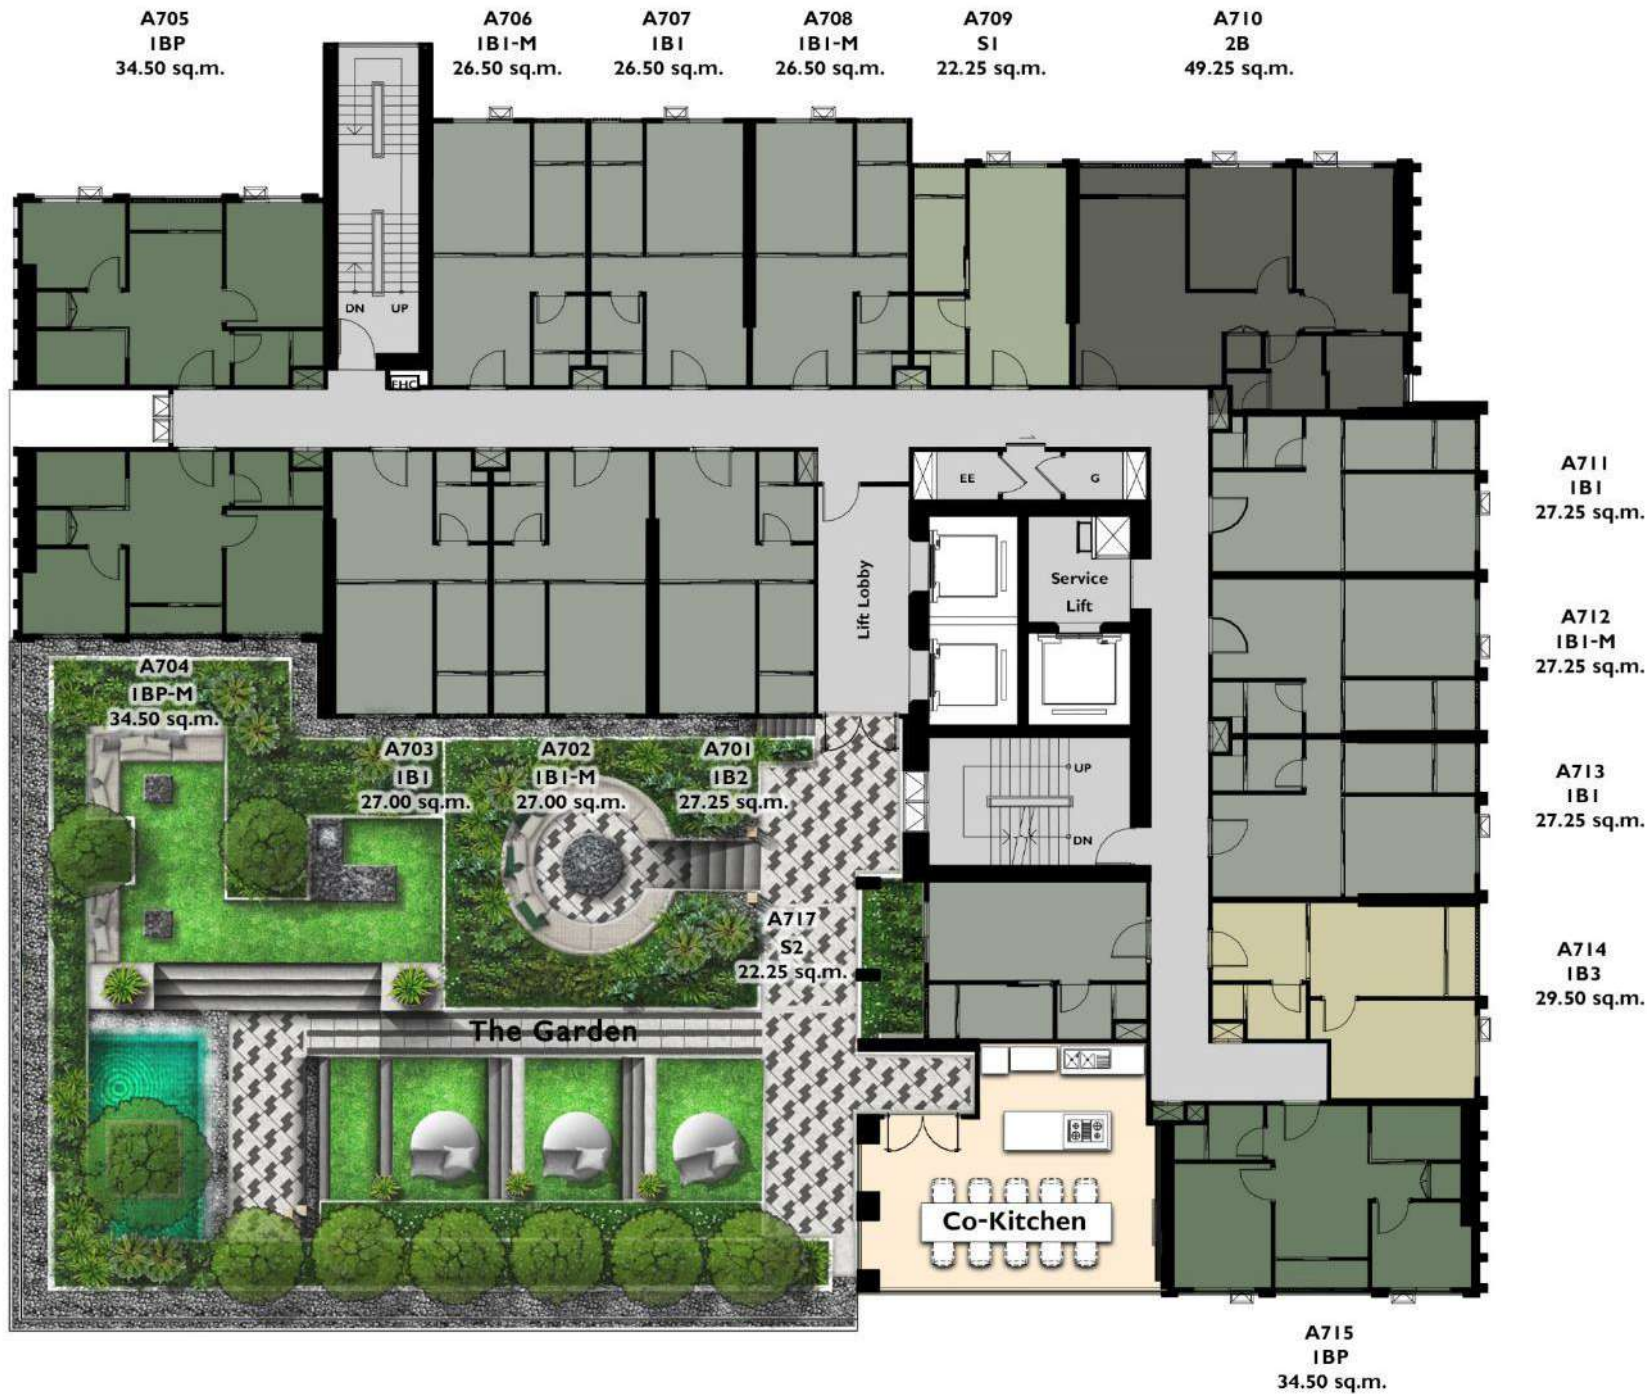 A705
1BP
34.50 sq.m.
A706
1B1-M
26.50 sq.m.
A707
1B1
26.50 sq.m.
A708
1B1-M
26.50 sq.m.
A709
S1
22.25 sq.m.
A710
2B
49.25 sq.m.
DN UP
FHC
EE
G
A711
1B1
27.25 sq.m.
Lift Lobby
Service
Lift
A712
1B1-M
27.25 sq.m.
A704
1BP-M
34.50 sq.m.
A703
1B1
27.00 sq.m.
A702
1B1-M
27.00 sq.m.
A701
1B2
27.25 sq.m.
UP
DN
A713
1B1
27.25 sq.m.
A717
S2
22.25 sq.m.
A714
1B3
29.50 sq.m.
The Garden
Co-Kitchen
A715
1BP
34.50 sq.m.